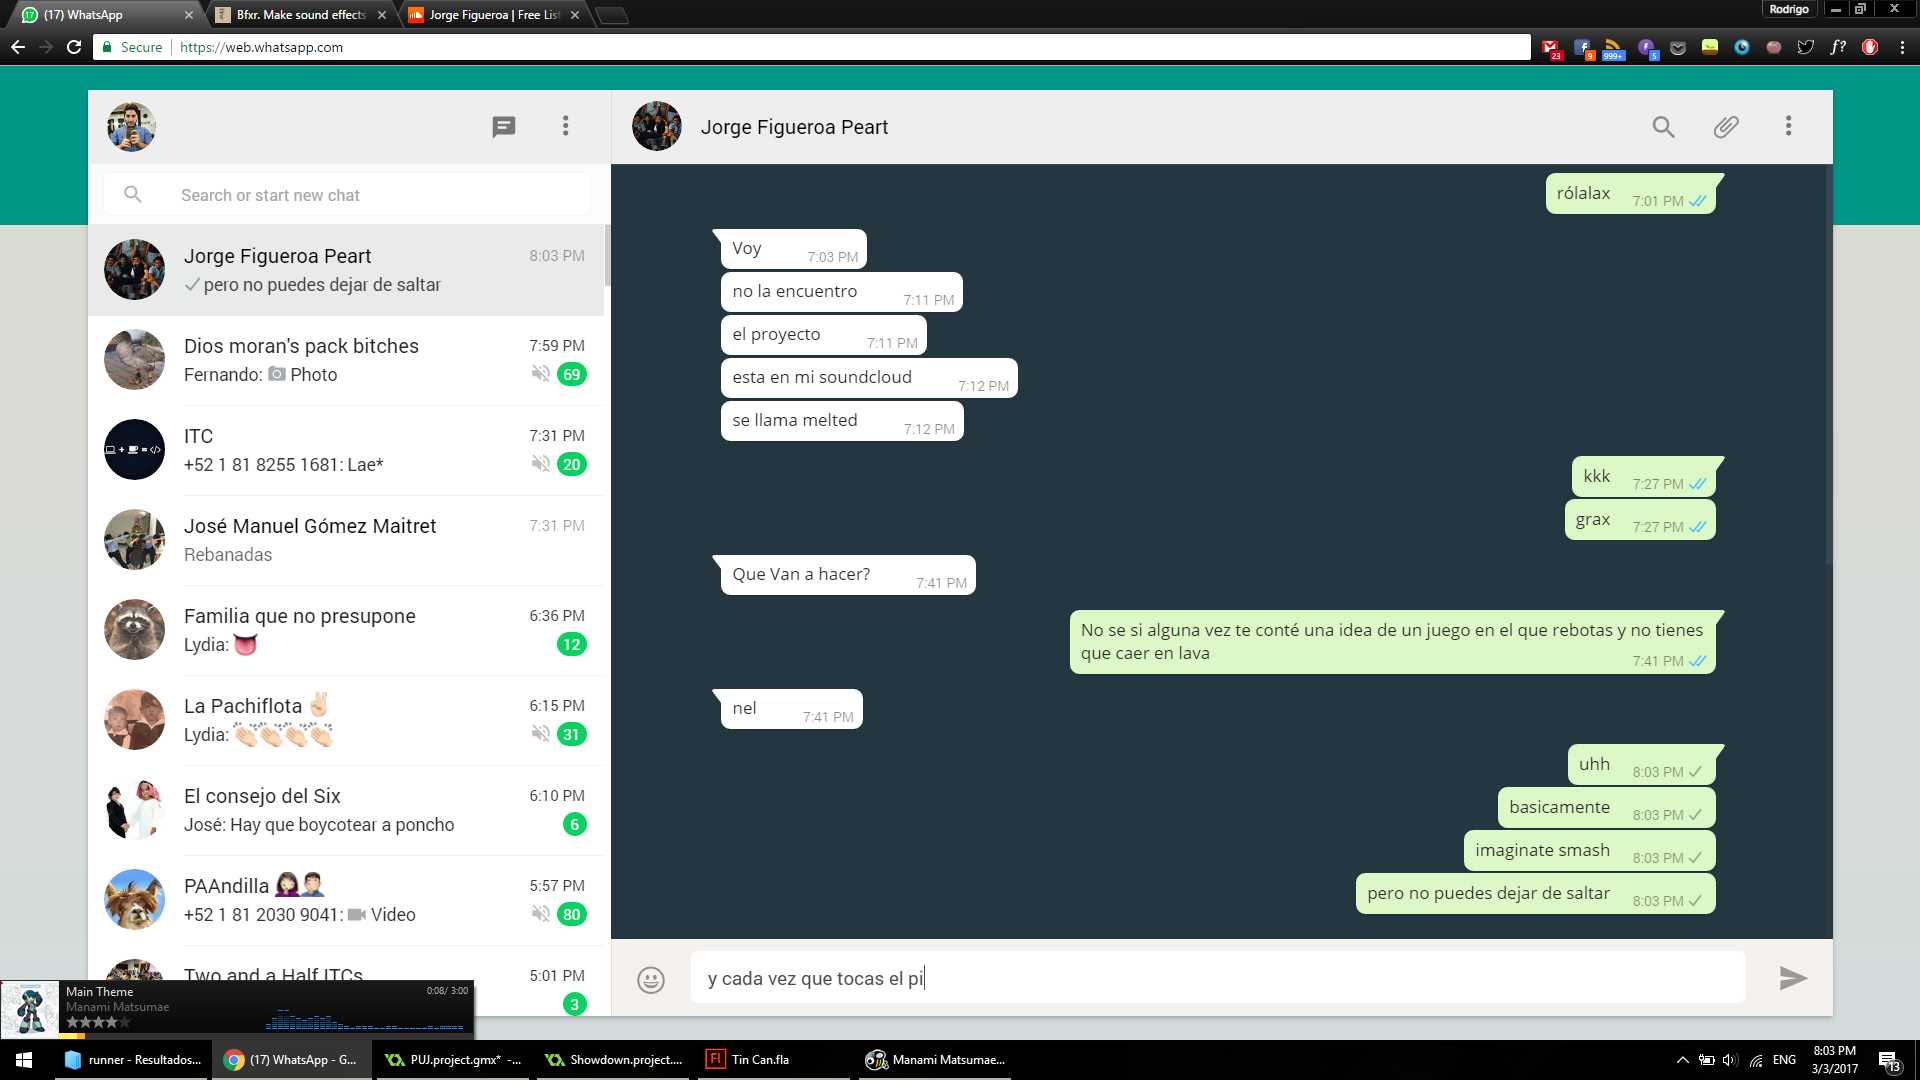 (17) WhatsApp
Bfxr. Make sound effects
Jorge Figueroa | Free List
Rodrigo
Secure
https://web.whatsapp.com
23
9
999+
5
f?
Jorge Figueroa Peart
Search or start new chat
Jorge Figueroa Peart
8:03 PM
pero no puedes dejar de saltar
Dios moran's pack bitches
7:59 PM
Fernando: Photo
69
ITC
7:31 PM
+52 1 81 8255 1681: Lae*
20
José Manuel Gómez Maitret
7:31 PM
Rebanadas
Familia que no presupone
6:36 PM
Lydia: 👅
12
La Pachiflota ✌🏻
6:15 PM
Lydia: 👏🏻👏🏻👏🏻👏🏻
31
El consejo del Six
6:10 PM
José: Hay que boycotear a poncho
6
PAAndilla 🤦🏻‍♀️🤦🏻‍♂️
5:57 PM
+52 1 81 2030 9041: Video
80
Two and a Half ITCs
5:01 PM
3
rólalax
7:01 PM
Voy
7:03 PM
no la encuentro
7:11 PM
el proyecto
7:11 PM
esta en mi soundcloud
7:12 PM
se llama melted
7:12 PM
kkk
7:27 PM
grax
7:27 PM
Que Van a hacer?
7:41 PM
No se si alguna vez te conté una idea de un juego en el que rebotas y no tienes
que caer en lava
7:41 PM
nel
7:41 PM
uhh
8:03 PM
basicamente
8:03 PM
imaginate smash
8:03 PM
pero no puedes dejar de saltar
8:03 PM
y cada vez que tocas el pi
Main Theme
0:08/ 3:00
Manami Matsumae
runner - Resultados...
(17) WhatsApp - G...
PUJ.project.gmx* -...
Showdown.project....
Tin Can.fla
Manami Matsumae...
ENG
8:03 PM
3/3/2017
13